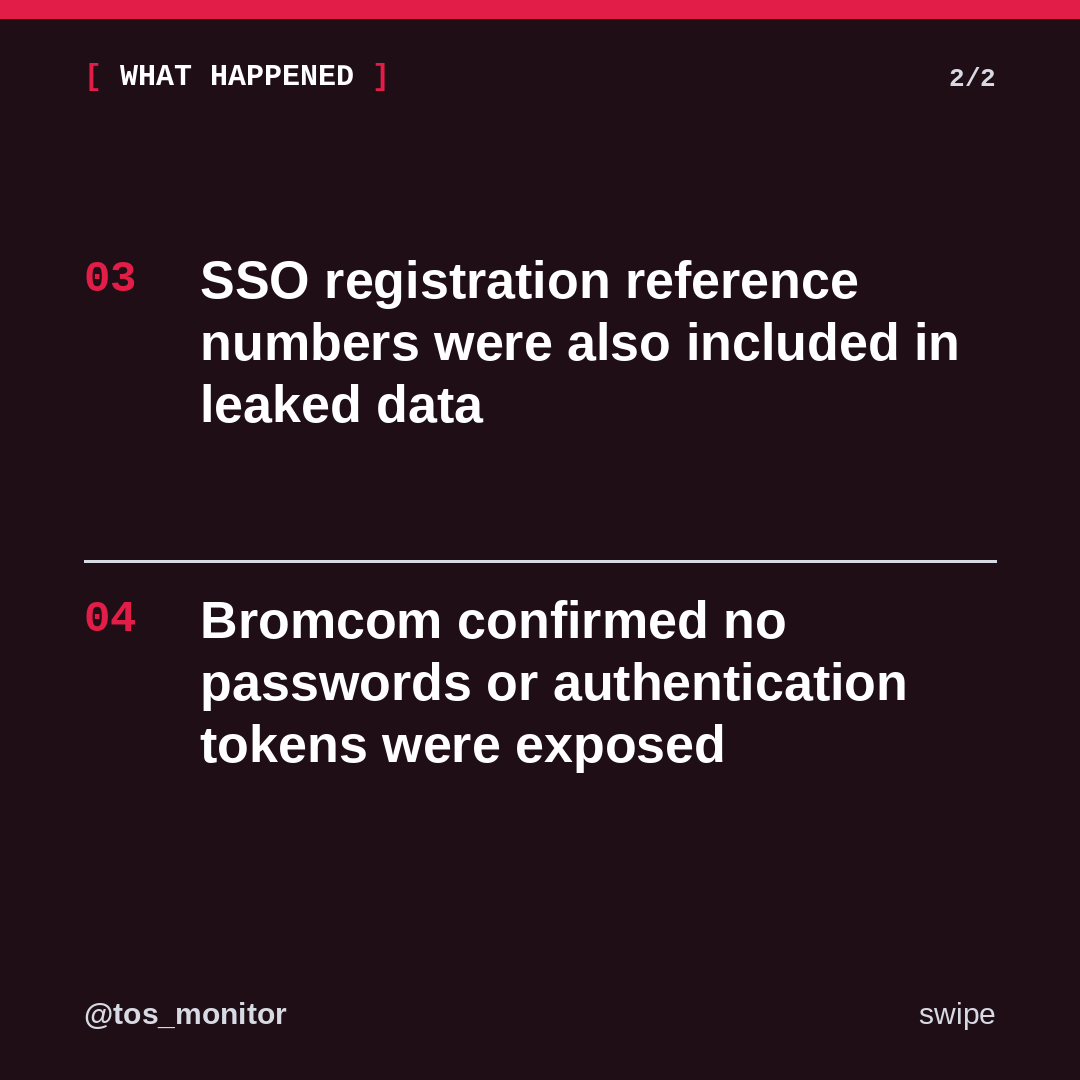 [ WHAT HAPPENED ]
2/2
03
SSO registration reference
numbers were also included in
leaked data
04
Bromcom confirmed no
passwords or authentication
tokens were exposed
@tos_monitor
swipe